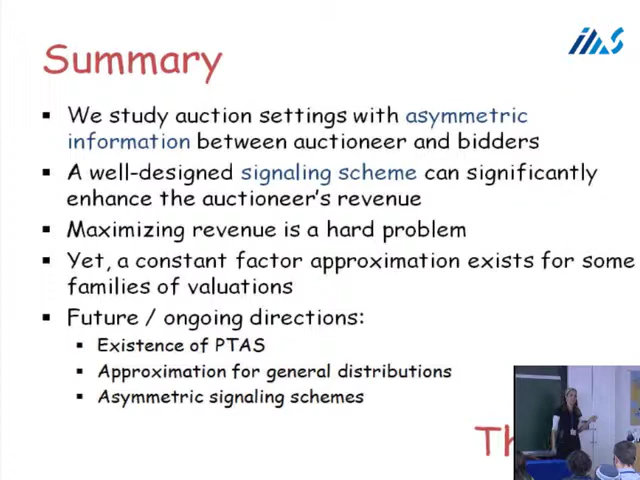 Summary
We study auction settings with asymmetric
information between auctioneer and bidders
A well-designed signaling scheme can significantly
enhance the auctioneer's revenue
Maximizing revenue is a hard problem
Yet, a constant factor approximation exists for some
families of valuations
Future / ongoing directions:
Existence of PTAS
Approximation for general distributions
Asymmetric signaling schemes
Th